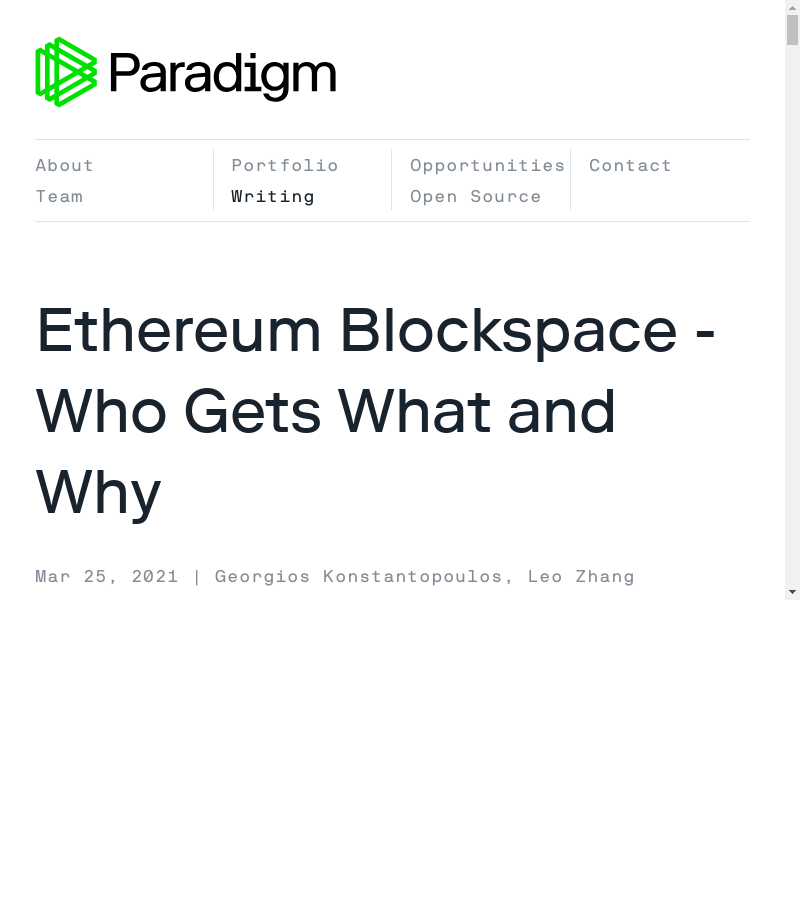 Paradigm
About
Team
Portfolio
Writing
Opportunities
Open Source
Contact
Ethereum Blockspace -
Who Gets What and
Why
Mar 25, 2021 | Georgios Konstantopoulos, Leo Zhang